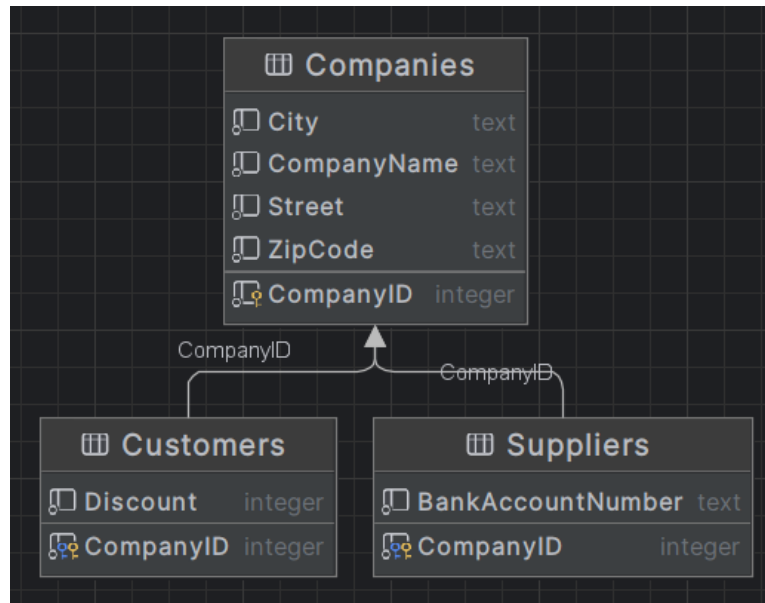 Companies
City text
CompanyName text
Street text
ZipCode text
CompanyID integer
CompanyID
CompanyID
Customers
Discount integer
CompanyID integer
Suppliers
BankAccountNumber text
CompanyID integer